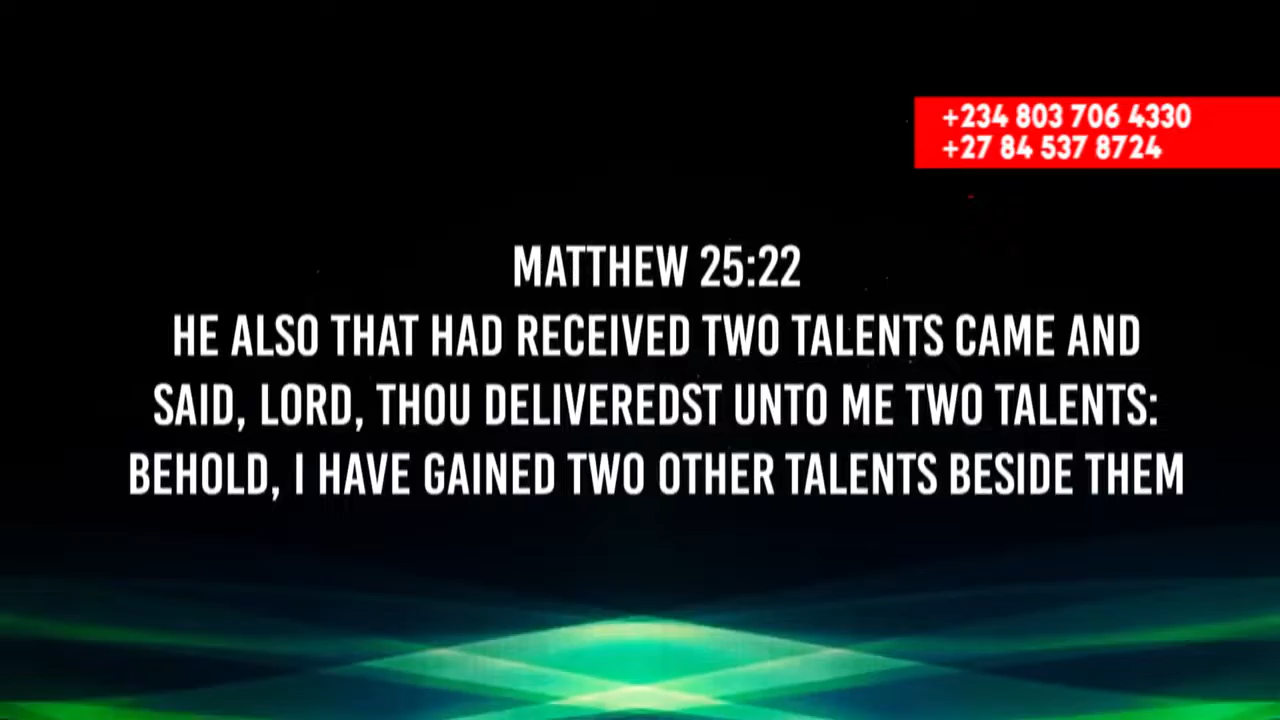 +234 803 706 4330
+27 84 537 8724
MATTHEW 25:22
HE ALSO THAT HAD RECEIVED TWO TALENTS CAME AND
SAID, LORD, THOU DELIVEREDST UNTO ME TWO TALENTS:
BEHOLD, I HAVE GAINED TWO OTHER TALENTS BESIDE THEM